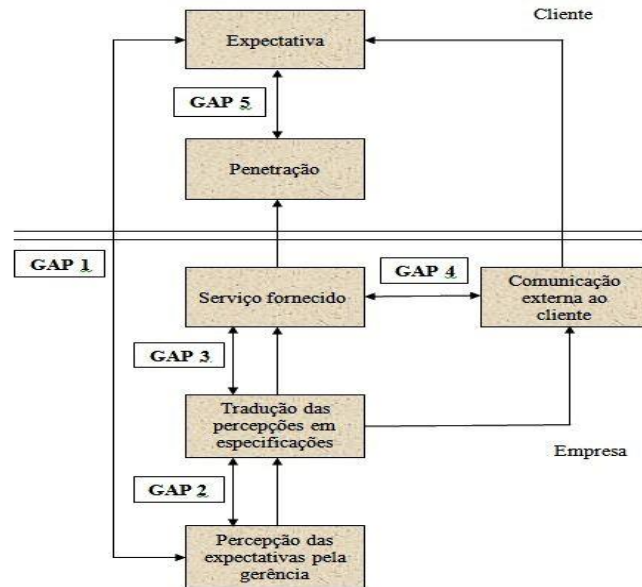 Cliente
Expectativa
GAP 5
Penetração
GAP 1
GAP 4
Serviço fornecido
Comunicação
externa ao
cliente
GAP 3
Tradução das
percepções em
especificações
Empresa
GAP 2
Percepção das
expectativas pela
gerência